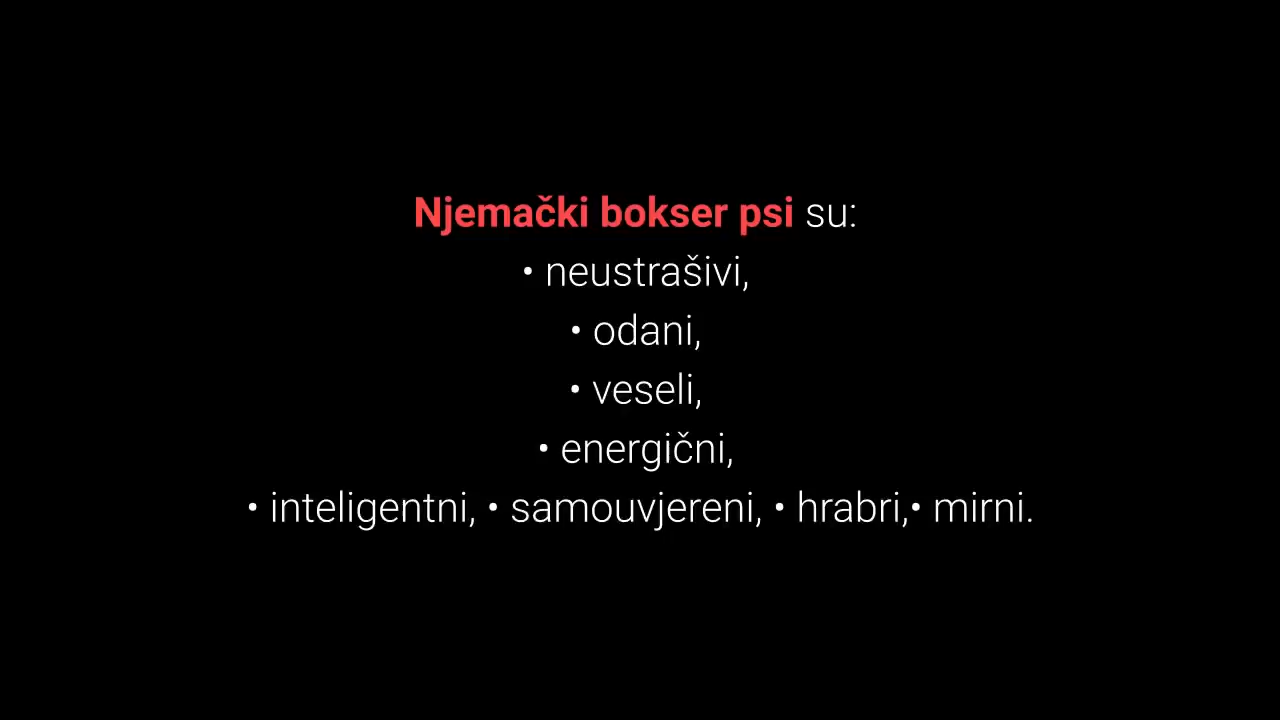 Njemački bokser psi su:
• neustrašivi,
• odani,
• veseli,
• energični,
• inteligentni, • samouvjereni, • hrabri,• mirni.